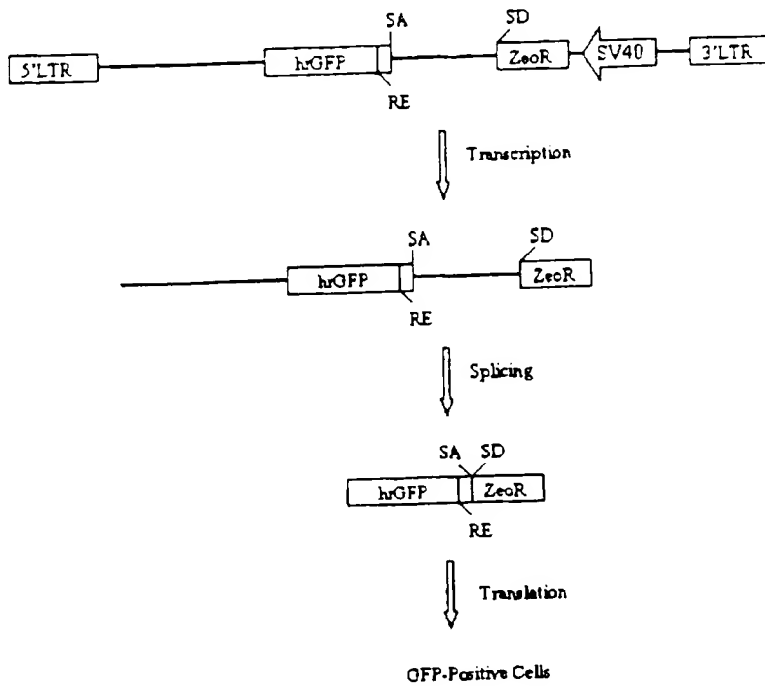 SA
SD
5'LTR
hrGFP
ZeoR
SV40
3'LTR
RE
Transcription
SA
SD
hrGFP
ZeoR
RE
Splicing
SA SD
hrGFP
ZeoR
RE
Translation
GFP-Positive Cells